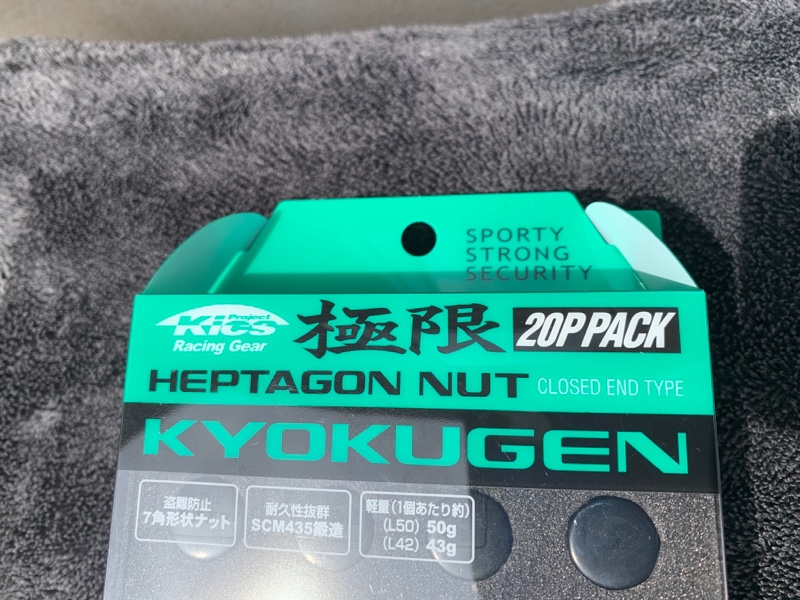 SPORTY
STRONG
SECURITY
Project
Kics
Racing Gear
極限
20P PACK
HEPTAGON NUT
CLOSED END TYPE
KYOKUGEN
盗難防止
7角形状ナット
耐久性抜群
SCM435鍛造
軽量（1個あたり約）
（L50）50g
（L42）43g